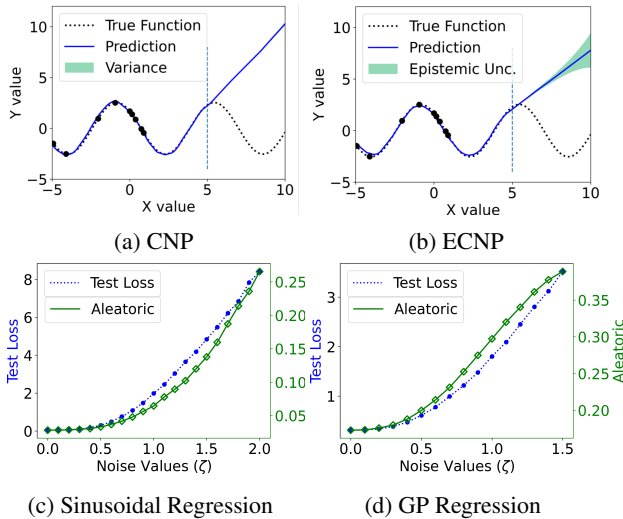 True Function
Prediction
Variance
Y value
10
5
0
−5
−5
0
5
10
X value
(a) CNP
True Function
Prediction
Epistemic Unc.
Y value
10
5
0
−5
−5
0
5
10
X value
(b) ECNP
Test Loss
Aleatoric
Test Loss
8
6
4
2
0
0.25
0.20
0.15
0.10
0.05
0.0
0.5
1.0
1.5
2.0
Noise Values (ζ)
(c) Sinusoidal Regression
Test Loss
Aleatoric
Test Loss
3
2
1
0.35
0.30
0.25
0.20
Aleatoric
0.0
0.5
1.0
1.5
Noise Values (ζ)
(d) GP Regression